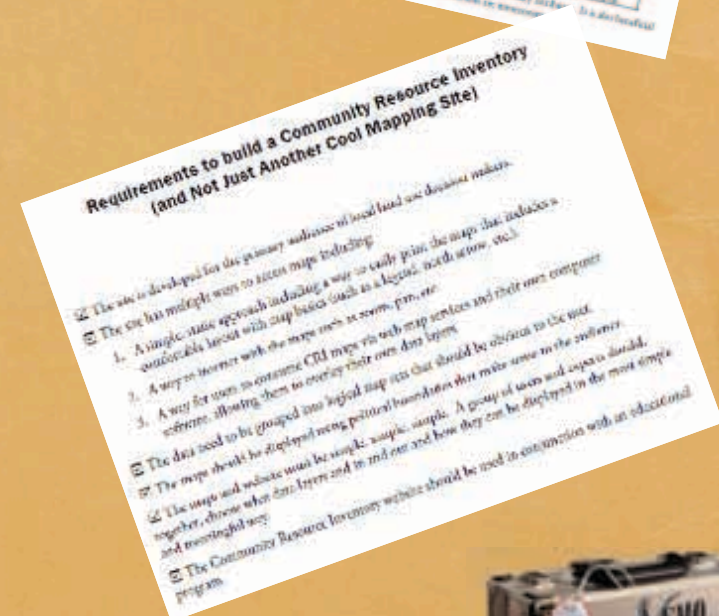 It is also beneficial
Requirements to build a Community Resource Inventory
(and Not Just Another Cool Mapping Site)
The site is developed for the primary audience of local land use decision makers.
The site has multiple ways to access maps including:
1. A simple, static approach including a way to easily print the maps that includes a
comfortable layout with map basics (such as a legend, north arrow, etc.)
2. A way to interact with the maps such as zoom, pan, etc.
3. A way for users to consume CRI maps via web map services and their own computer
software, allowing them to overlay their own data layers
The data need to be grouped into logical map sets that should be obvious to the user.
The maps should be displayed using political boundaries that make sense to the audience.
The maps and website must be simple, simple, simple. A group of users and experts should,
together, choose what data layers and in and out and how they can be displayed in the most simple
and meaningful way
The Community Resource Inventory website should be used in conjunction with an educational
program